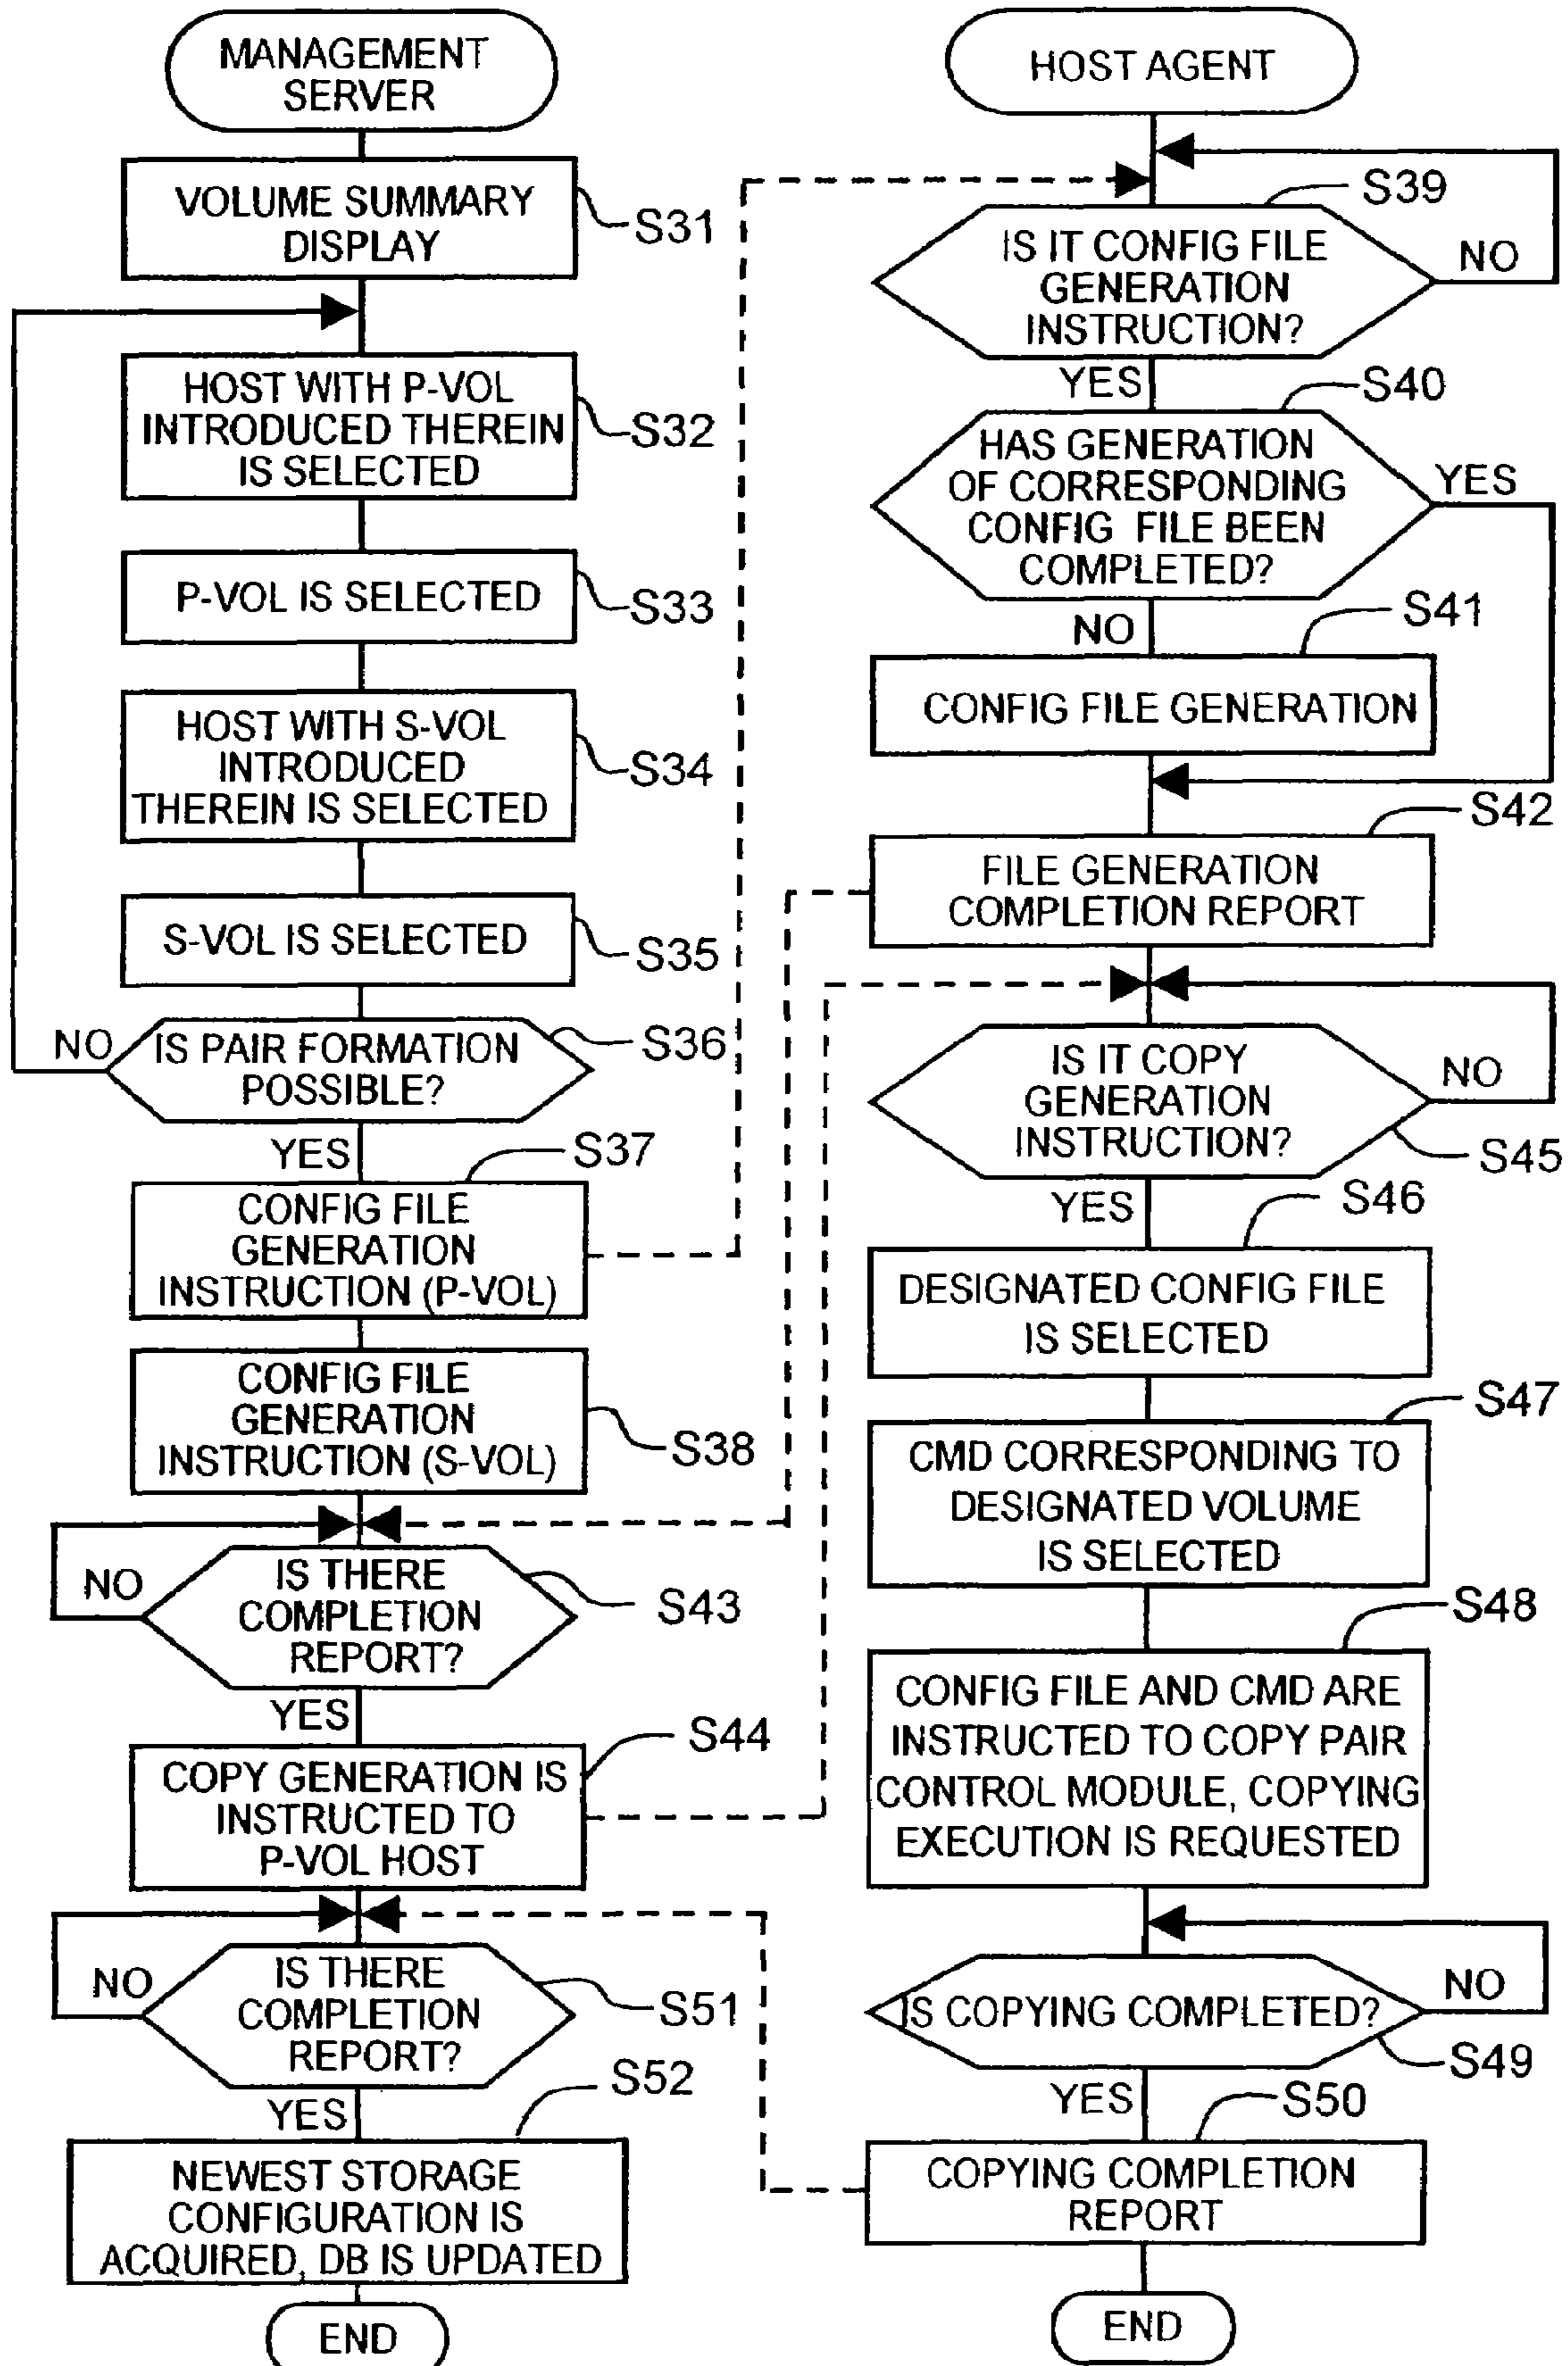 MANAGEMENT
SERVER
VOLUME SUMMARY
DISPLAY
S31
HOST WITH P-VOL
INTRODUCED THEREIN
IS SELECTED
S32
P-VOL IS SELECTED
S33
HOST WITH S-VOL
INTRODUCED
THEREIN IS SELECTED
S34
S-VOL IS SELECTED
S35
NO
IS PAIR FORMATION
POSSIBLE?
S36
YES
S37
CONFIG FILE
GENERATION
INSTRUCTION (P-VOL)
CONFIG FILE
GENERATION
INSTRUCTION (S-VOL)
S38
NO
IS THERE
COMPLETION
REPORT?
S43
YES
S44
COPY GENERATION IS
INSTRUCTED TO
P-VOL HOST
NO
IS THERE
COMPLETION
REPORT?
S51
YES
S52
NEWEST STORAGE
CONFIGURATION IS
ACQUIRED, DB IS UPDATED
END
HOST AGENT
S39
IS IT CONFIG FILE
GENERATION
INSTRUCTION?
NO
YES
S40
HAS GENERATION
OF CORRESPONDING
CONFIG FILE BEEN
COMPLETED?
YES
NO
S41
CONFIG FILE GENERATION
S42
FILE GENERATION
COMPLETION REPORT
IS IT COPY
GENERATION
INSTRUCTION?
NO
S45
YES
S46
DESIGNATED CONFIG FILE
IS SELECTED
S47
CMD CORRESPONDING TO
DESIGNATED VOLUME
IS SELECTED
S48
CONFIG FILE AND CMD ARE
INSTRUCTED TO COPY PAIR
CONTROL MODULE, COPYING
EXECUTION IS REQUESTED
IS COPYING COMPLETED?
NO
S49
YES
S50
COPYING COMPLETION
REPORT
END